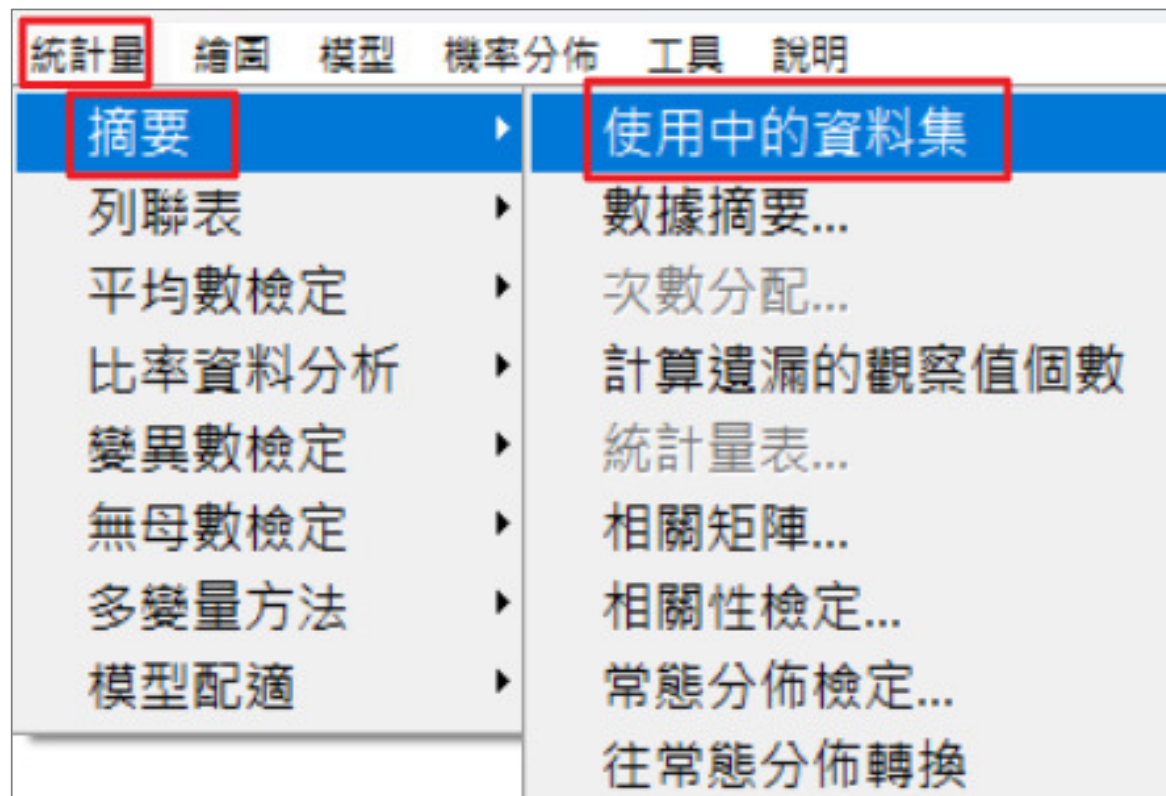 統計量 繪圖 模型 機率分佈 工具 說明
摘要
列聯表
平均數檢定
比率資料分析
變異數檢定
無母數檢定
多變量方法
模型配適
使用中的資料集
數據摘要...
次數分配...
計算遺漏的觀察值個數
統計量表...
相關矩陣...
相關性檢定...
常態分佈檢定...
往常態分佈轉換